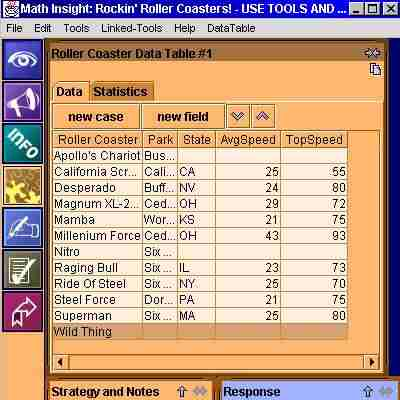 Math Insight: Rockin' Roller Coasters! - USE TOOLS AND ...
File Edit Tools Linked-Tools Help DataTable
Roller Coaster Data Table #1
Data Statistics
new case new field
Roller Coaster Park State AvgSpeed TopSpeed
Apollo's Chariot Bus...
California Scr... Cali... CA 25 55
Desperado Buff... NV 24 80
Magnum XL-2... Ced... OH 29 72
Mamba Wor... KS 21 75
Millenium Force Ced... OH 43 93
Nitro Six ...
Raging Bull Six ... IL 23 73
Ride Of Steel Six ... NY 25 70
Steel Force Dor... PA 21 75
Superman Six ... MA 25 80
Wild Thing
INFO
Strategy and Notes Response